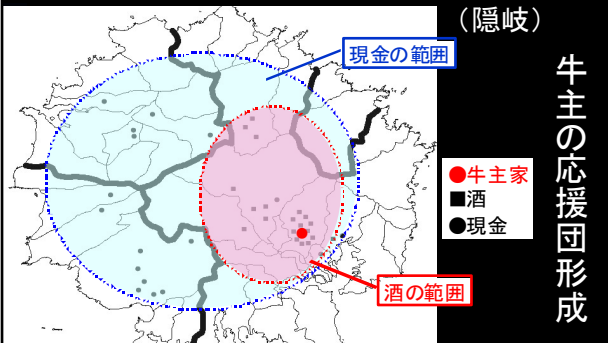 （隠岐）
牛主の応援団形成
現金の範囲
●牛主家
■酒
●現金
酒の範囲